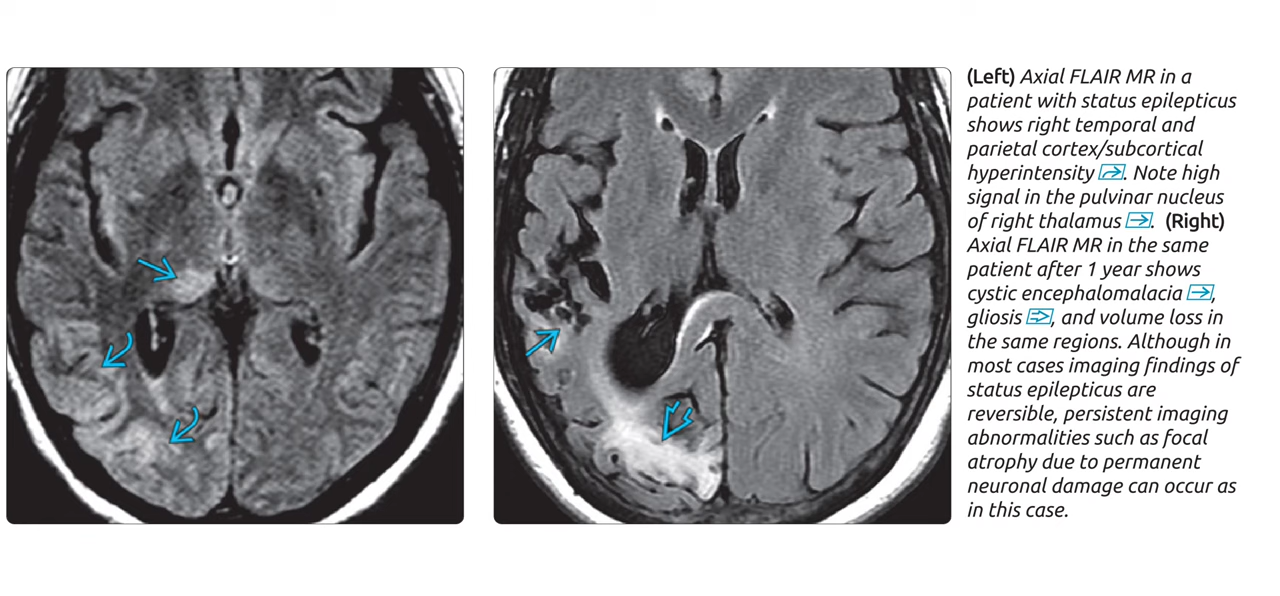 (Left) Axial FLAIR MR in a
patient with status epilepticus
shows right temporal and
parietal cortex/subcortical
hyperintensity. Note high
signal in the pulvinar nucleus
of right thalamus. (Right)
Axial FLAIR MR in the same
patient after 1 year shows
cystic encephalomalacia,
gliosis, and volume loss in
the same regions. Although in
most cases imaging findings of
status epilepticus are
reversible, persistent imaging
abnormalities such as focal
atrophy due to permanent
neuronal damage can occur as
in this case.